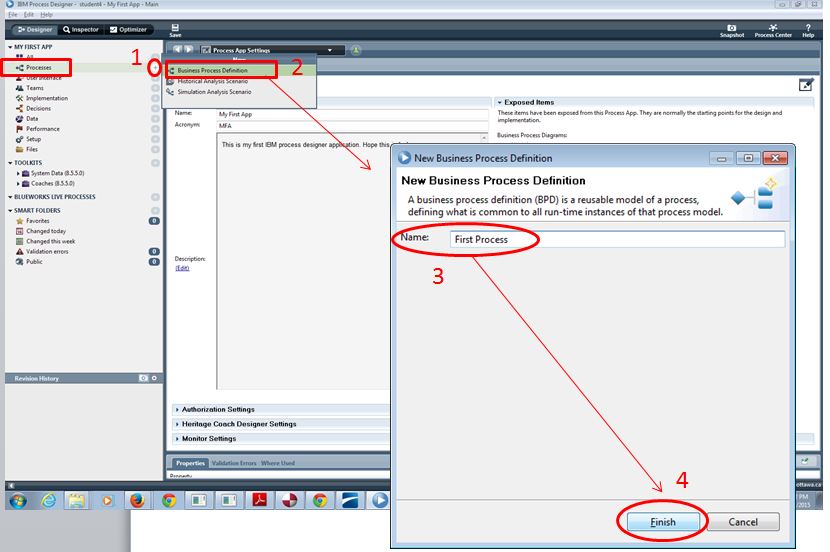 IBM Process Designer - student4 - My First App - Main
File Edit Help
Designer Inspector Optimizer Save Snapshot Process Center Help
MY FIRST APP
All
Processes
User Interface
Teams
Implementation
Decisions
Data
Performance
Setup
Files
TOOLKITS
System Data (8.5.5.0)
Coaches (8.5.5.0)
BLUEWORKS LIVE PROCESSES
SMART FOLDERS
Favorites 0
Changed today
Changed this week
Validation errors 0
Public 0
Revision History
1
Process App Settings
New
Business Process Definition
2
Historical Analysis Scenario
Simulation Analysis Scenario
Name: My First App
Acronym: MFA
This is my first IBM process designer application. Hope this
Description:
(Edit)
Authorization Settings
Heritage Coach Designer Settings
Monitor Settings
Properties Validation Errors Where Used
Property
Exposed Items
These items have been exposed from this Process App. They are normally the starting points for the design and
implementation.
Business Process Diagrams:
New Business Process Definition
New Business Process Definition
A business process definition (BPD) is a reusable model of a process,
defining what is common to all run-time instances of that process model.
Name: First Process
3
4
Finish Cancel
ottawa.ca
PM
2015